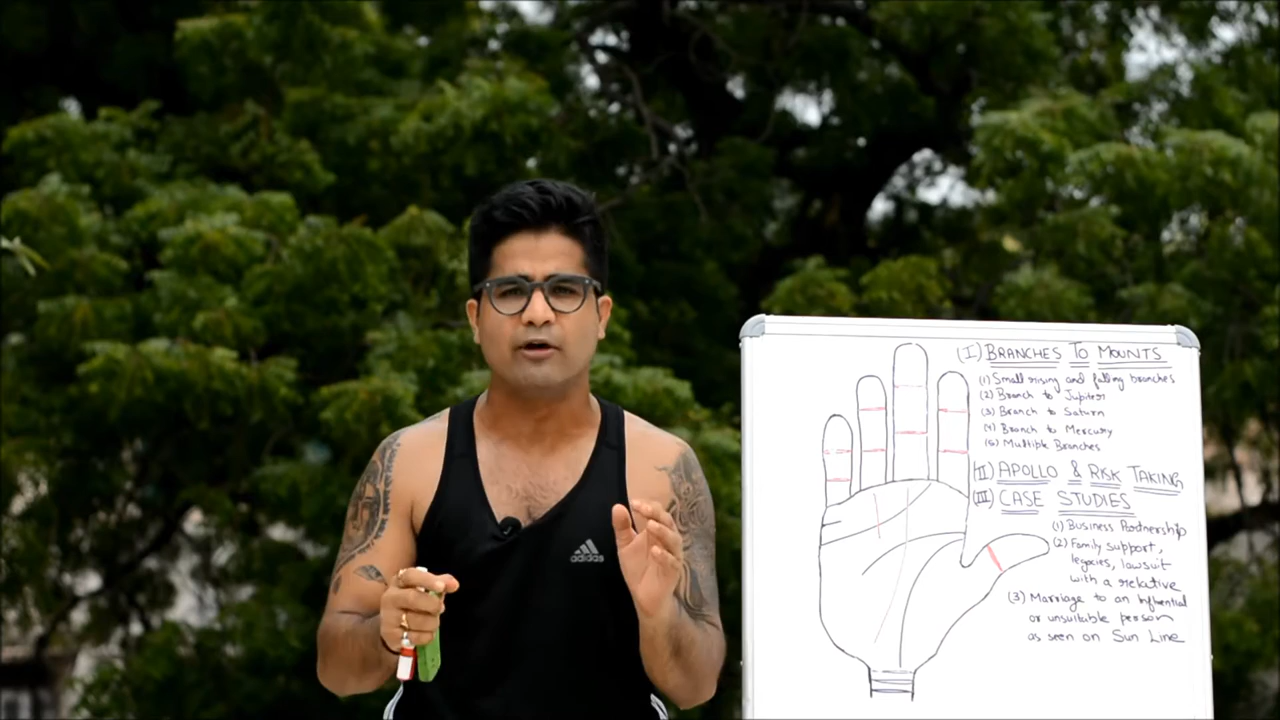 adidas
(I) BRANCHES TO MOUNTS
(1) Small rising and falling branches
(2) Branch to Jupiter
(3) Branch to Saturn
(4) Branch to Mercury
(5) Multiple Branches
(II) APOLLO & RISK TAKING
(III) CASE STUDIES
(1) Business Partnership
(2) Family support,
legacies, lawsuit
with a relative
(3) Marriage to an influential
or unsuitable person
as seen on Sun Line